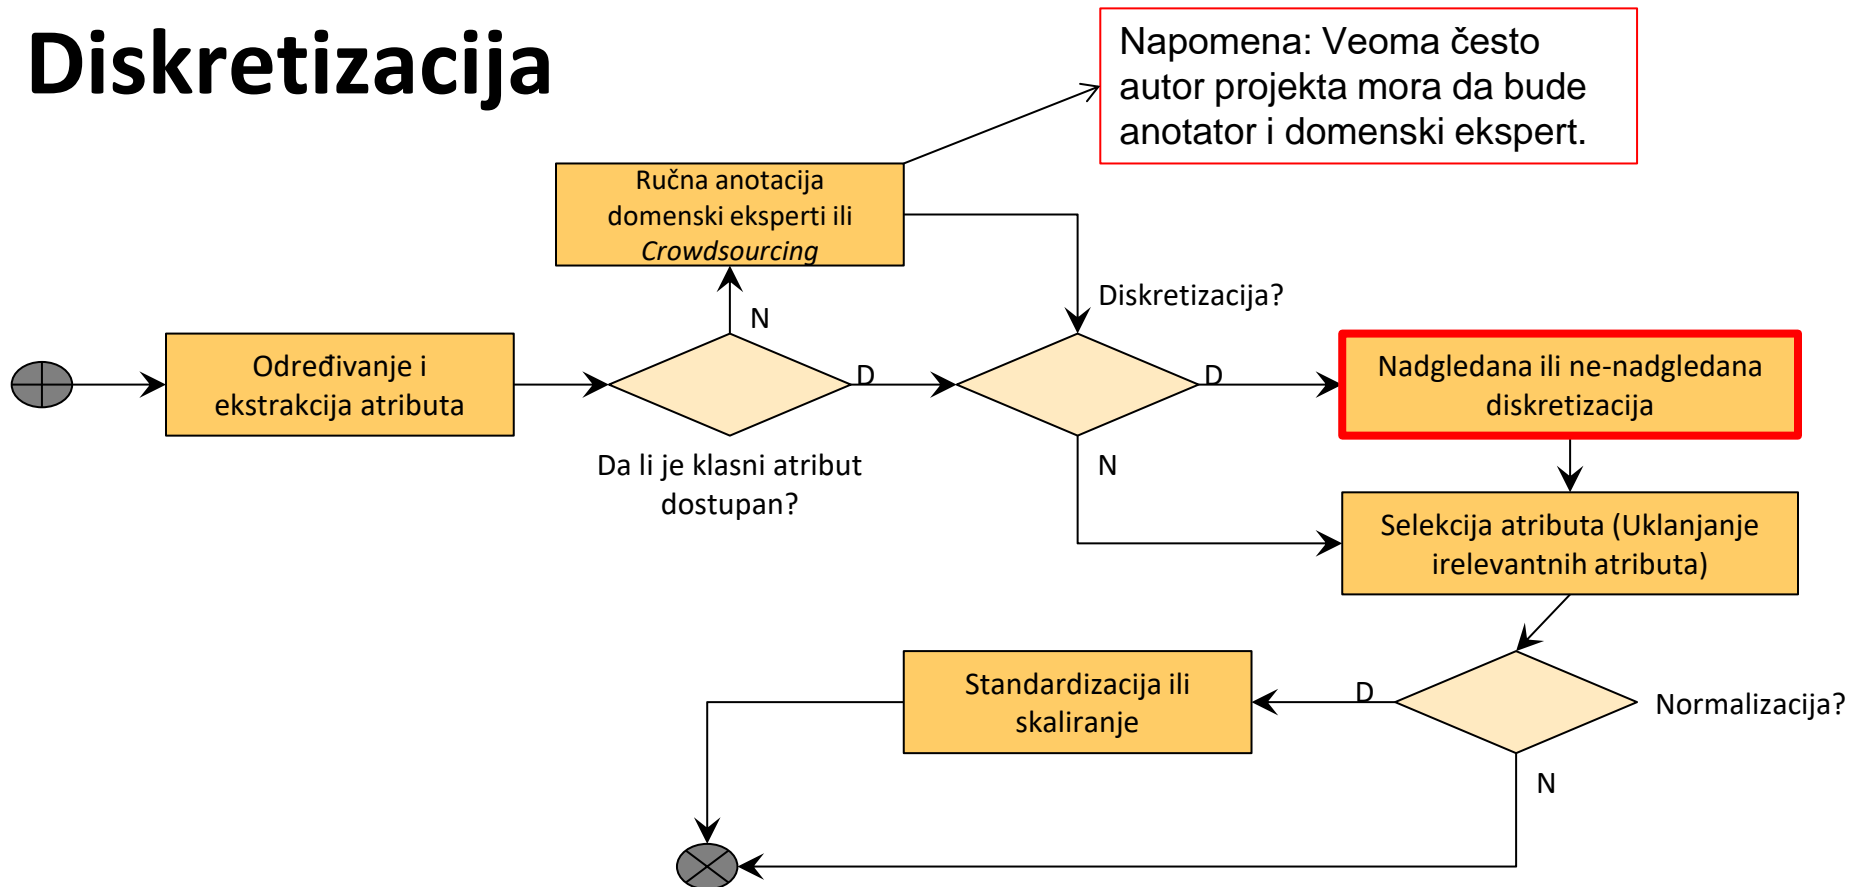 Diskretizacija
Napomena: Veoma često
autor projekta mora da bude
anotator i domenski ekspert.
Ručna anotacija
domenski eksperti ili
Crowdsourcing
Diskretizacija?
N
Određivanje i
ekstrakcija atributa
D
D
Nadgledana ili ne-nadgledana
diskretizacija
Da li je klasni atribut
dostupan?
N
Selekcija atributa (Uklanjanje
irelevantnih atributa)
Standardizacija ili
skaliranje
D
Normalizacija?
N